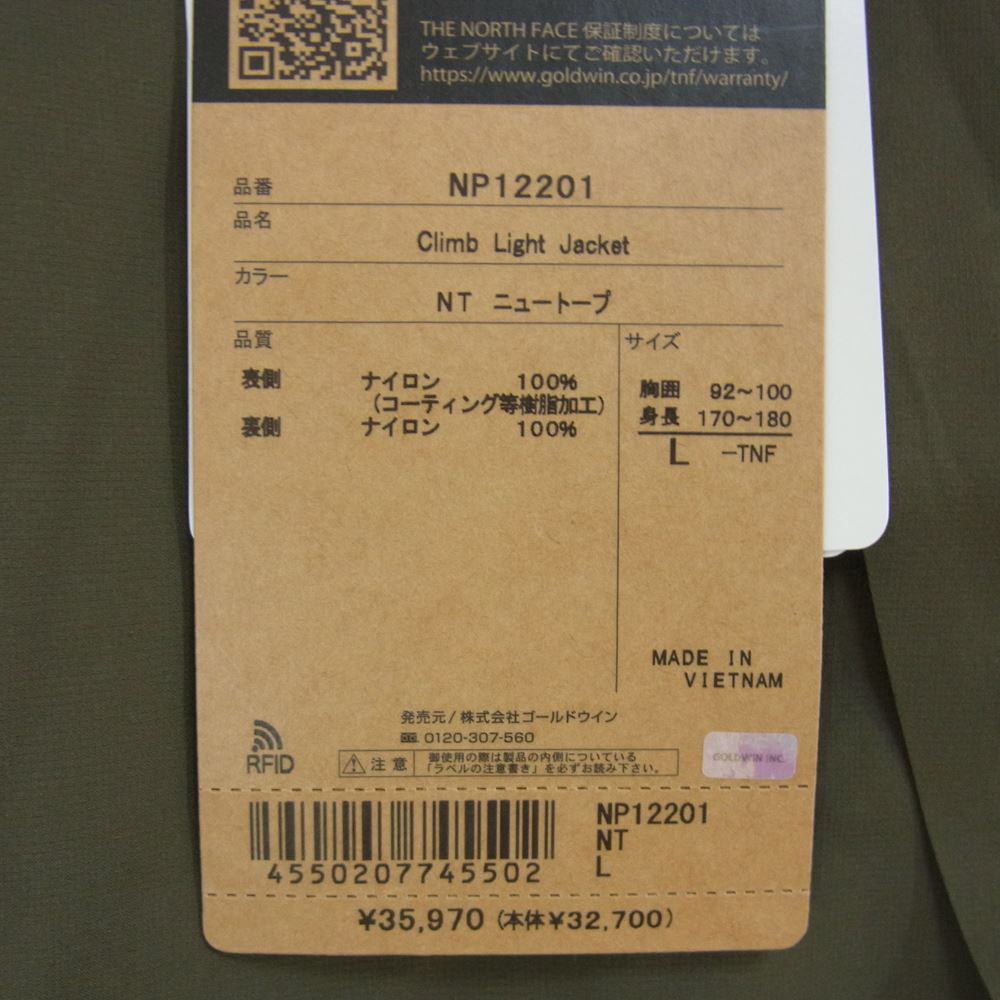 THE NORTH FACE 保証制度については
ウェブサイトにてご確認いただけます。
https://www.goldwin.co.jp/tnf/warranty/
品番 NP12201
品名
Climb Light Jacket
カラー
NT ニュートープ
品質
裏側 ナイロン 100%
(コーティング等樹脂加工)
裏側 ナイロン 100%
サイズ
胸囲 92～100
身長 170～180
L -TNF
MADE IN
VIETNAM
発売元/株式会社ゴールドウイン
0120-307-560
RFID
注意
御使用の際は製品の内側についている
「ラベルの注意書き」を必ずお読み下さい。
GOLDWIN INC.
4550207745502
NP12201
NT
L
¥35,970 (本体¥32,700)